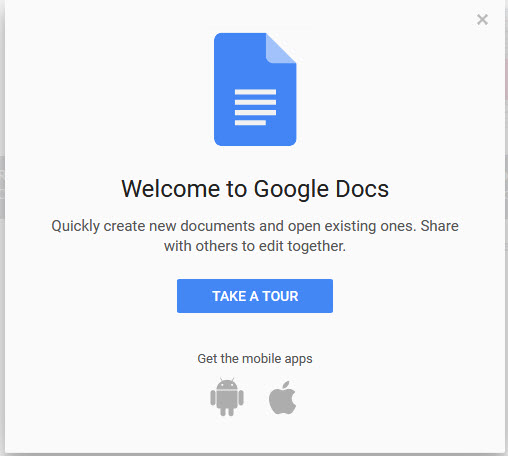 Welcome to Google Docs
Quickly create new documents and open existing ones. Share
with others to edit together.
TAKE A TOUR
Get the mobile apps